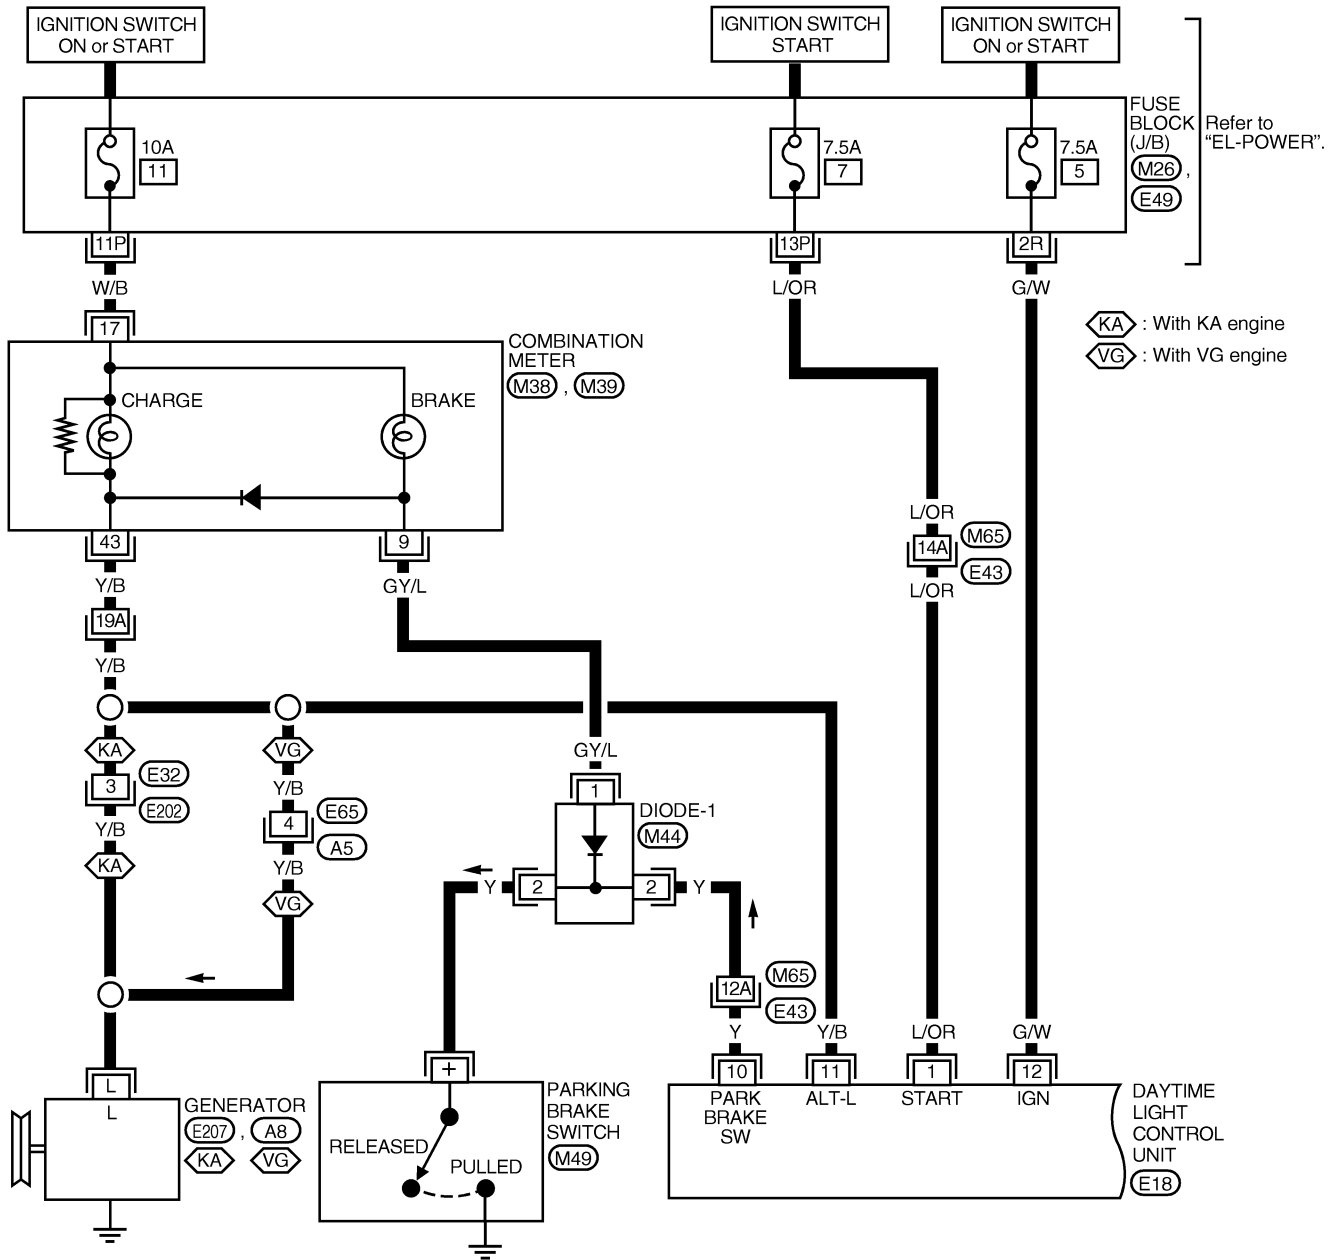 IGNITION SWITCH
ON or START
IGNITION SWITCH
START
IGNITION SWITCH
ON or START
10A
11
7.5A
7
7.5A
5
FUSE
BLOCK
(J/B)
M26 ,
E49
Refer to
"EL-POWER".
11P
13P
2R
W/B
L/OR
G/W
17
KA : With KA engine
VG : With VG engine
COMBINATION
METER
M38 , M39
CHARGE
BRAKE
43
9
Y/B
GY/L
L/OR
14A
M65
E43
L/OR
19A
Y/B
KA
VG
GY/L
3
E32
E202
Y/B
4
E65
A5
1
DIODE-1
M44
Y/B
KA
Y/B
VG
Y
2
2
Y
12A
M65
E43
Y
Y/B
L/OR
G/W
L
+
10
11
1
12
L
GENERATOR
E207 , A8
KA
VG
RELEASED
PULLED
PARKING
BRAKE
SWITCH
M49
PARK
BRAKE
SW
ALT-L
START
IGN
DAYTIME
LIGHT
CONTROL
UNIT
E18